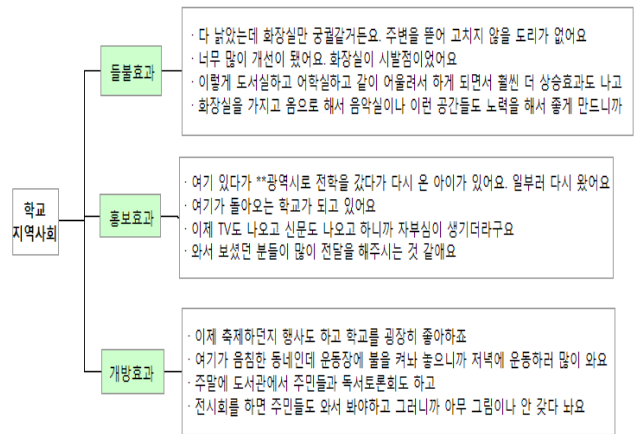 · 다 낡았는데 화장실만 궁궐같거든요. 주변을 뜯어 고치지 않을 도리가 없어요
· 너무 많이 개선이 됐어요. 화장실이 시발점이었어요
· 이렇게 도서실하고 어학실하고 같이 어울려서 하게 되면서 훨씬 더 상승효과도 나고
· 화장실을 가지고 옴으로 해서 음악실이나 이런 공간들도 노력을 해서 좋게 만드니까
들불효과
· 여기 있다가 **광역시로 전학을 갔다가 다시 온 아이가 있어요. 일부러 다시 왔어요
· 여기가 돌아오는 학교가 되고 있어요
· 이제 TV도 나오고 신문도 나오고 하니까 자부심이 생기더라구요
· 와서 보셨던 분들이 많이 전달을 해주시는 것 같애요
홍보효과
학교
지역사회
· 이제 축제하던지 행사도 하고 학교를 굉장히 좋아하죠
· 여기가 음침한 동네인데 운동장에 불을 켜놔 놓으니까 저녁에 운동하러 많이 와요
· 주말에 도서관에서 주민들과 독서토론회도 하고
· 전시회를 하면 주민들도 와서 봐야하고 그러니까 아무 그림이나 안 갖다 놔요
개방효과